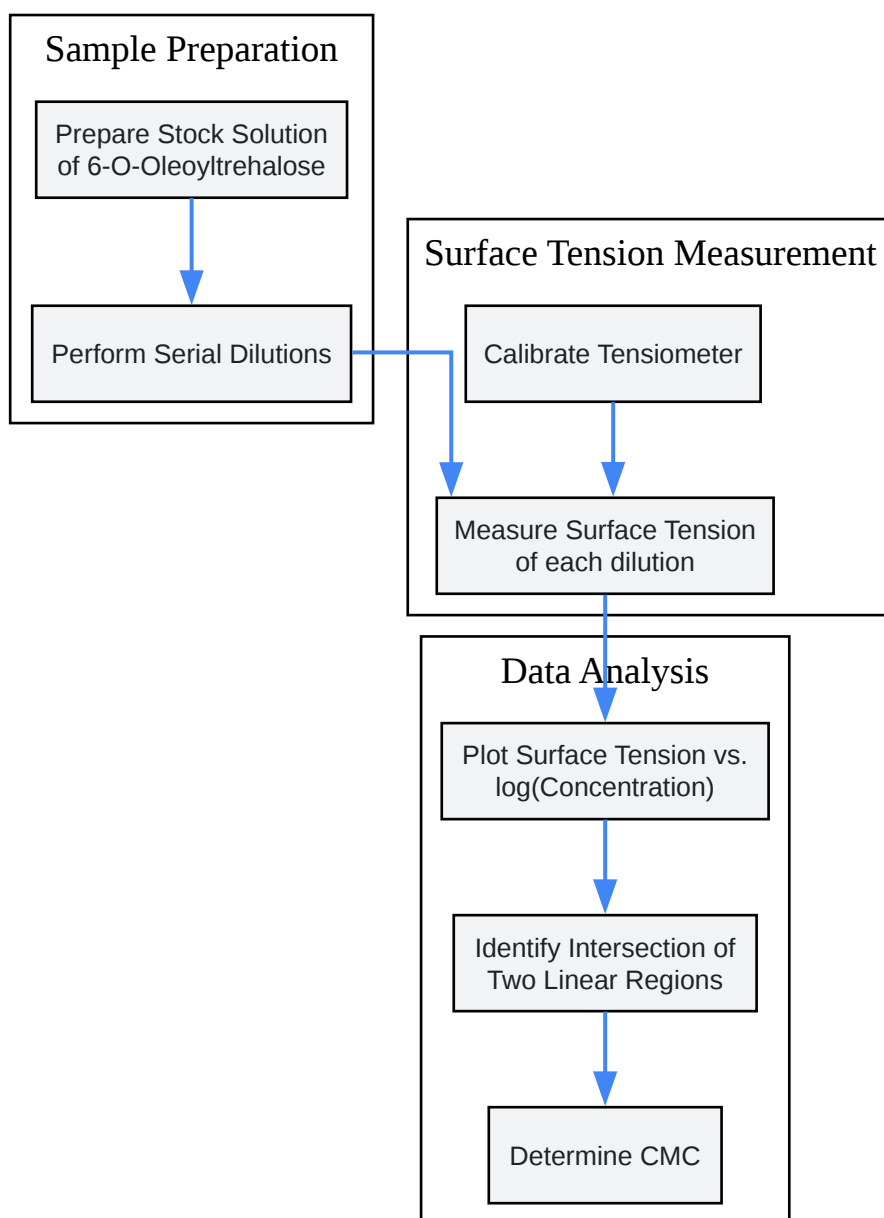 Sample Preparation
Prepare Stock Solution
of 6-O-Oleoyltrehalose
Perform Serial Dilutions
Surface Tension Measurement
Calibrate Tensiometer
Measure Surface Tension
of each dilution
Data Analysis
Plot Surface Tension vs.
log(Concentration)
Identify Intersection of
Two Linear Regions
Determine CMC